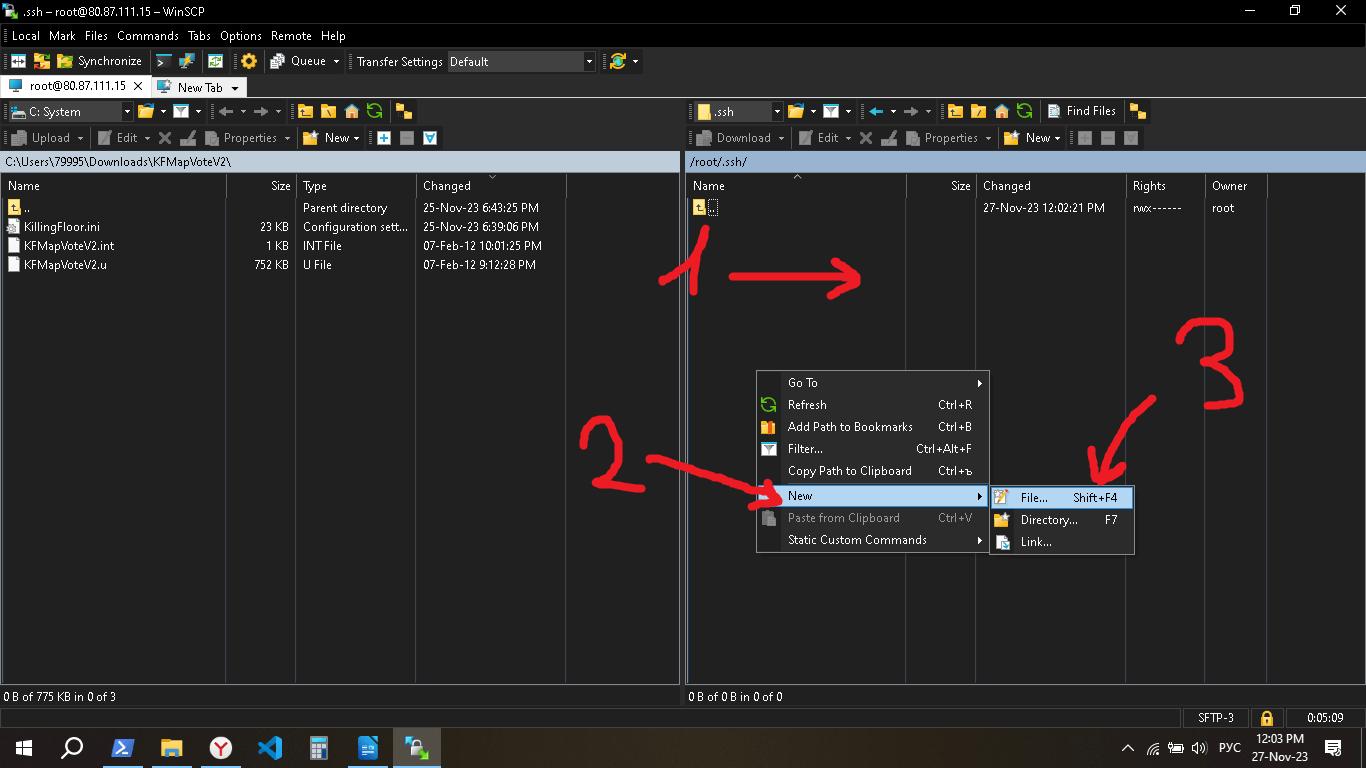 .ssh – root@80.87.111.15 – WinSCP
Local Mark Files Commands Tabs Options Remote Help
Synchronize Queue Transfer Settings Default
root@80.87.111.15 New Tab
C: System .ssh Find Files
Upload Edit Properties New Download Edit Properties New
C:\Users\79995\Downloads\KFMapVoteV2\ /root/.ssh/
Name Size Type Changed Name Size Changed Rights Owner
.. Parent directory 25-Nov-23 6:43:25 PM .. 27-Nov-23 12:02:21 PM rwx------ root
KillingFloor.ini 23 KB Configuration sett... 25-Nov-23 6:39:06 PM
KFMapVoteV2.int 1 KB INT File 07-Feb-12 10:01:25 PM
KFMapVoteV2.u 752 KB U File 07-Feb-12 9:12:28 PM
1
3
Go To
Refresh Ctrl+R
Add Path to Bookmarks Ctrl+B
2
Filter... Ctrl+Alt+F
Copy Path to Clipboard Ctrl+ъ
New File... Shift+F4
Paste from Clipboard Ctrl+V Directory... F7
Static Custom Commands Link...
0 B of 775 KB in 0 of 3 0 B of 0 B in 0 of 0
SFTP-3 0:05:09
РУС 12:03 PM
27-Nov-23